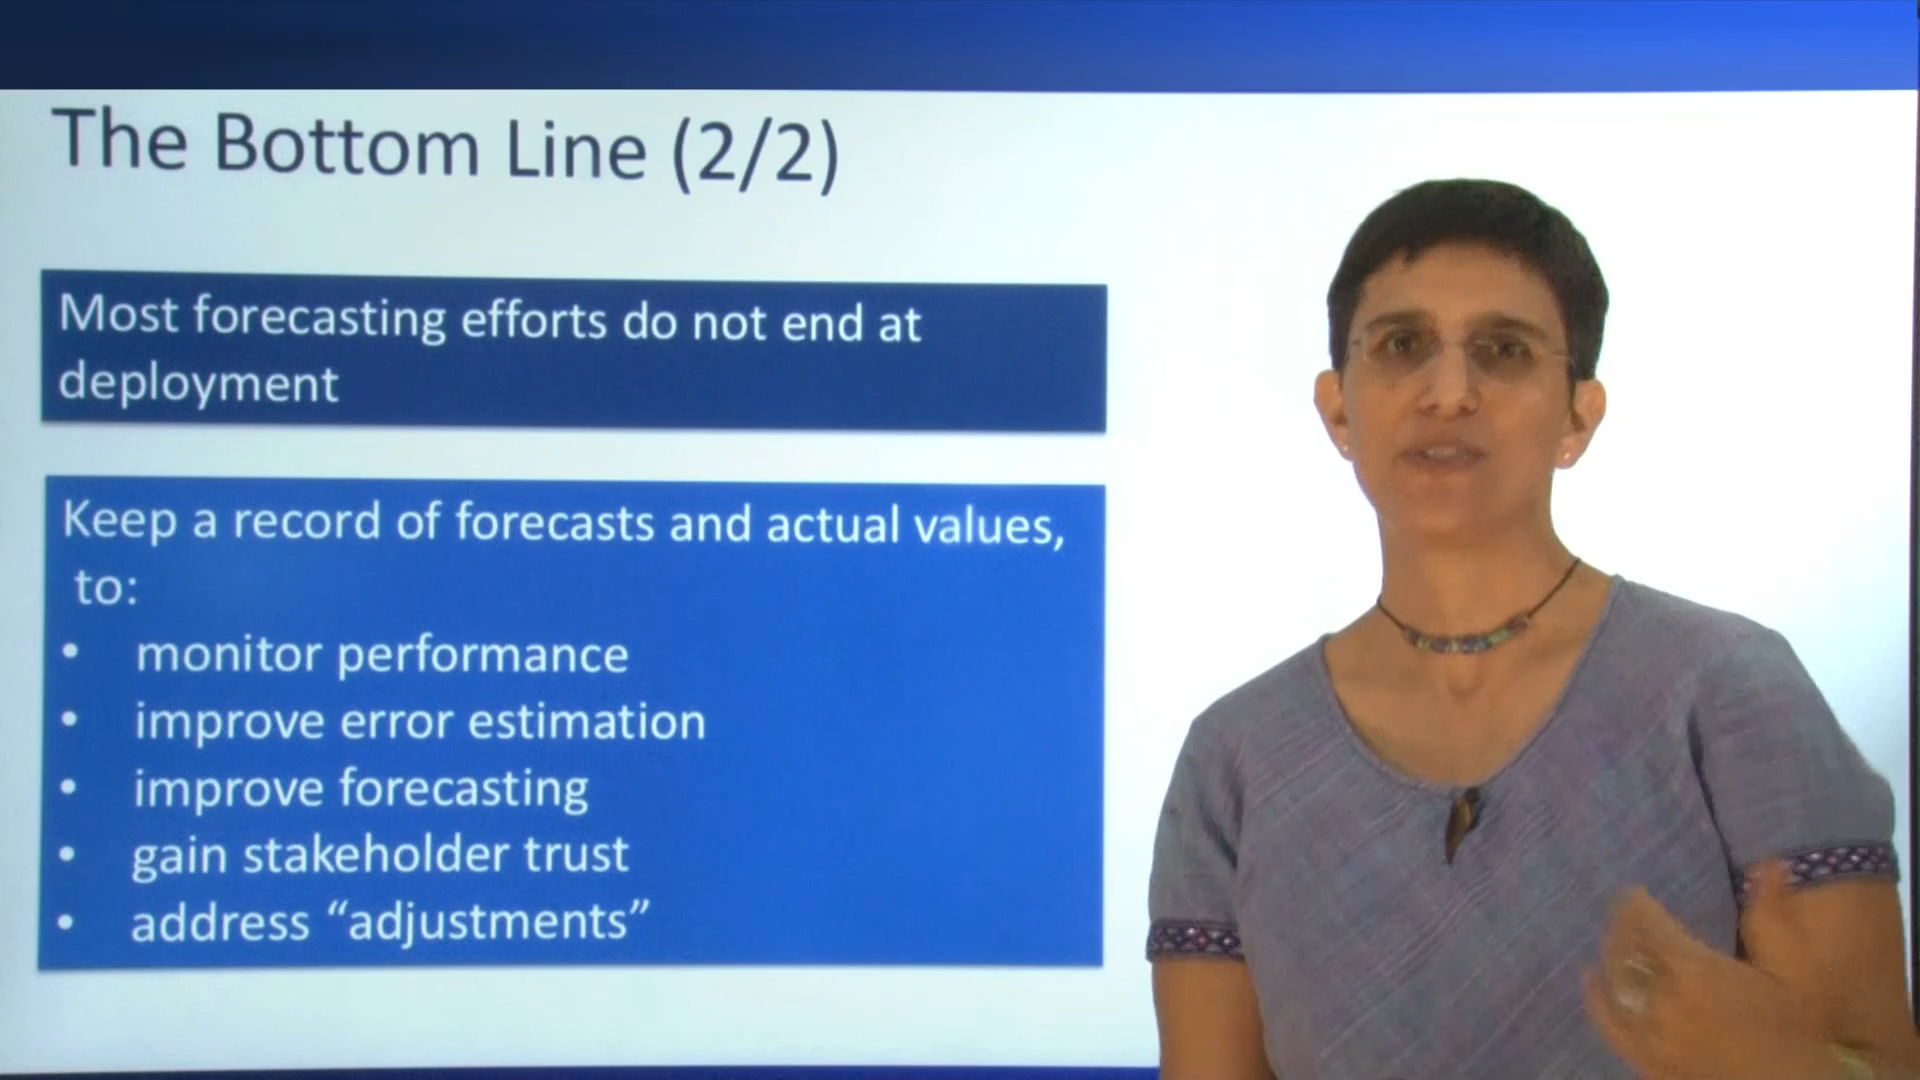 The Bottom Line (2/2)
Most forecasting efforts do not end at
deployment
Keep a record of forecasts and actual values,
to:
• monitor performance
• improve error estimation
• improve forecasting
• gain stakeholder trust
• address “adjustments”